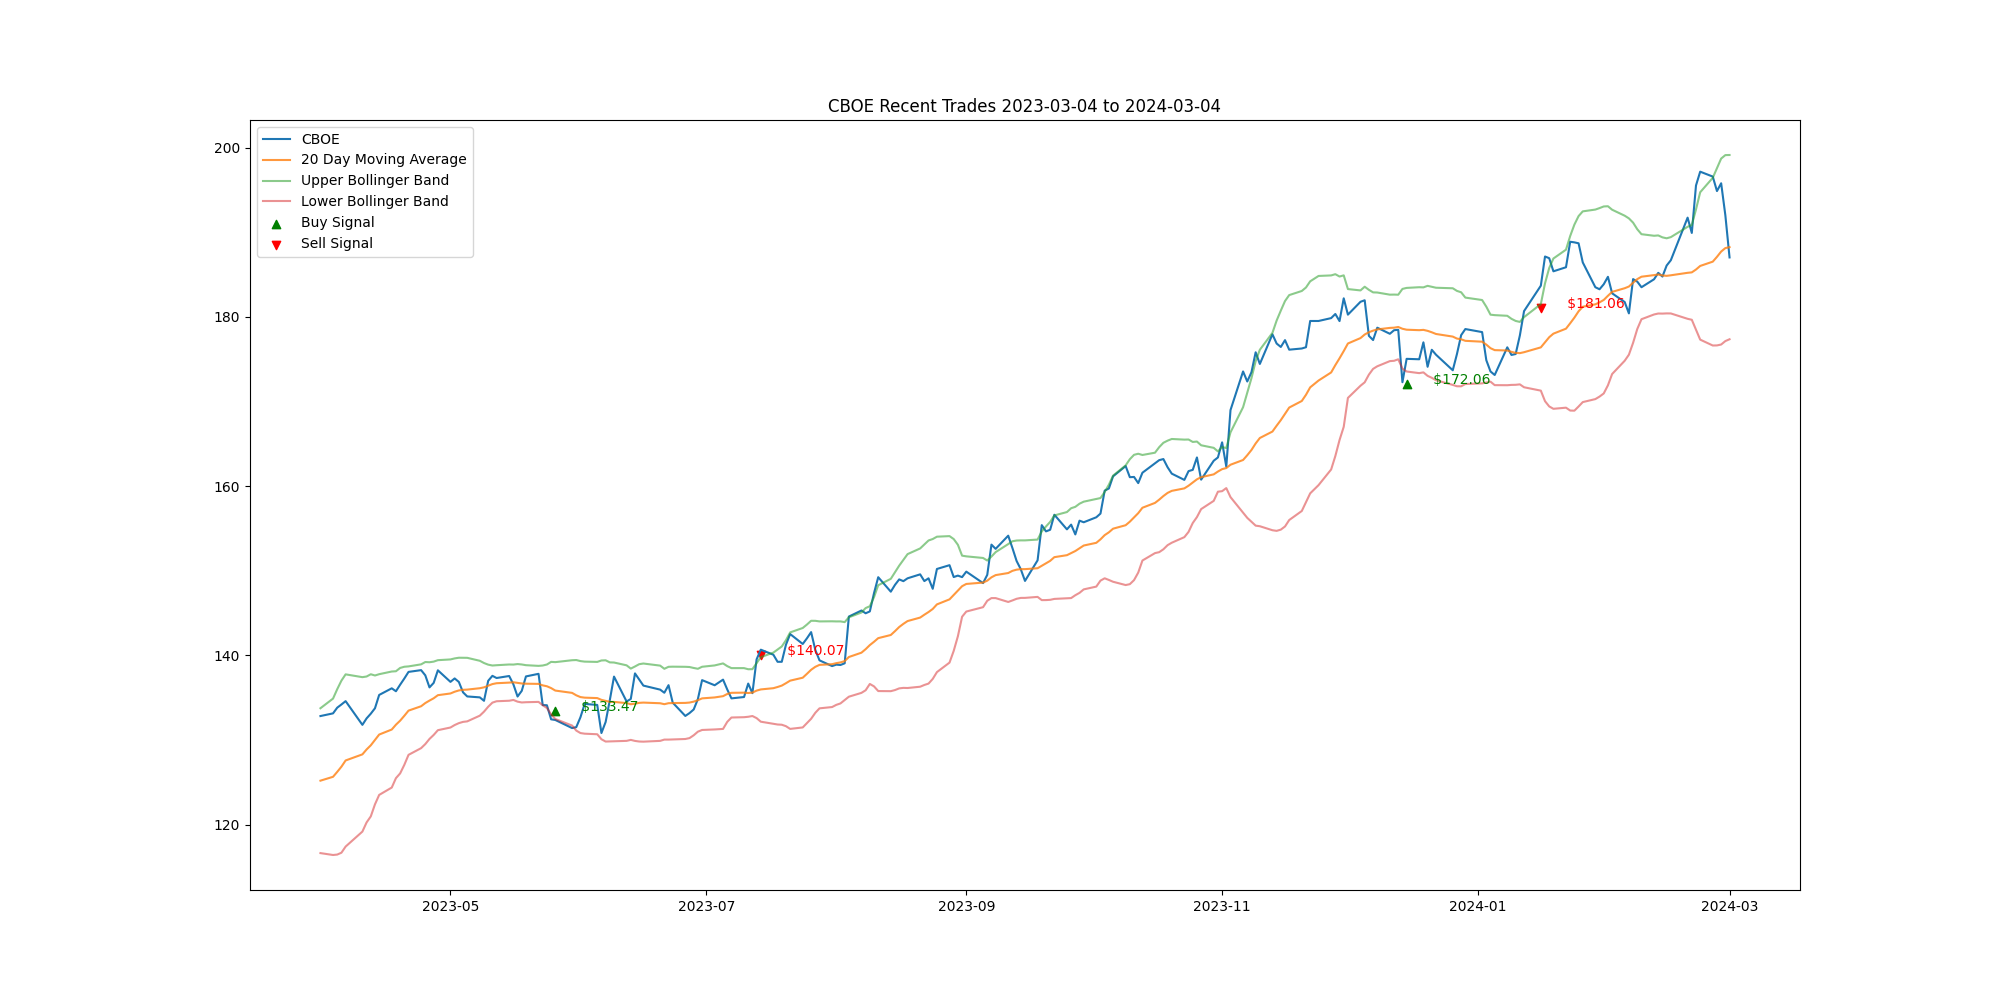 CBOE Recent Trades 2023-03-04 to 2024-03-04
CBOE
20 Day Moving Average
Upper Bollinger Band
Lower Bollinger Band
Buy Signal
Sell Signal
200
180
160
140
120
$133.47
$140.07
$172.06
$181.06
2023-05
2023-07
2023-09
2023-11
2024-01
2024-03